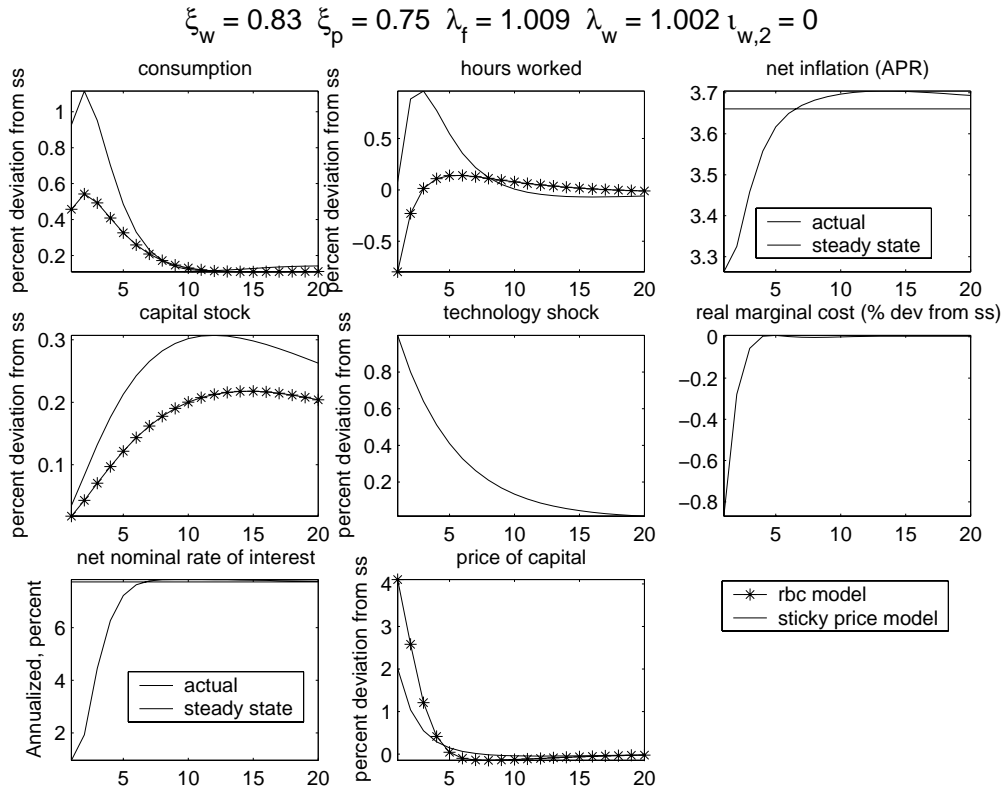 ξw = 0.83 ξp = 0.75 λf = 1.009 λw = 1.002 ιw,2 = 0
consumption
percent deviation from ss
1
0.8
0.6
0.4
0.2
5 10 15 20
hours worked
percent deviation from ss
0.5
0
−0.5
5 10 15 20
net inflation (APR)
3.7
3.6
3.5
3.4
3.3
actual
steady state
5 10 15 20
capital stock
percent deviation from ss
0.3
0.2
0.1
5 10 15 20
technology shock
percent deviation from ss
0.8
0.6
0.4
0.2
5 10 15 20
real marginal cost (% dev from ss)
0
−0.2
−0.4
−0.6
−0.8
5 10 15 20
net nominal rate of interest
Annualized, percent
6
4
2
actual
steady state
5 10 15 20
price of capital
percent deviation from ss
4
3
2
1
0
5 10 15 20
rbc model
sticky price model